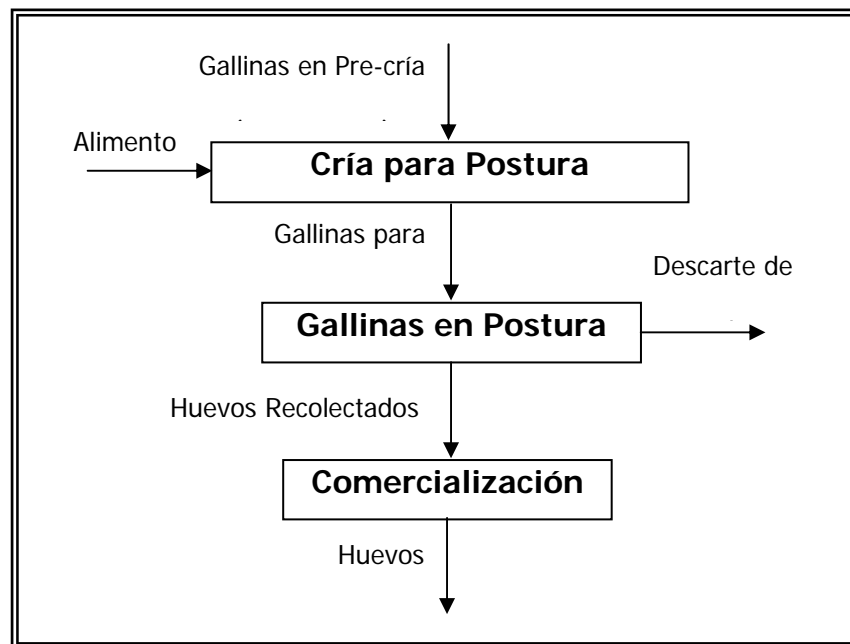 Gallinas en Pre-cría
Alimento
Cría para Postura
Gallinas para
Descarte de
Gallinas en Postura
Huevos Recolectados
Comercialización
Huevos